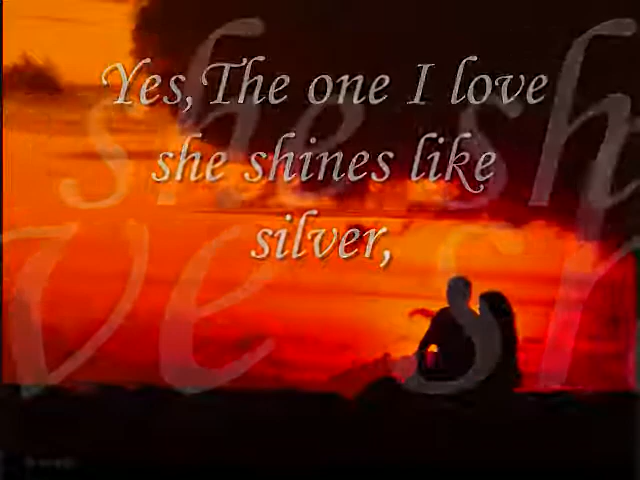 Yes,The one I love
she shines like
silver,